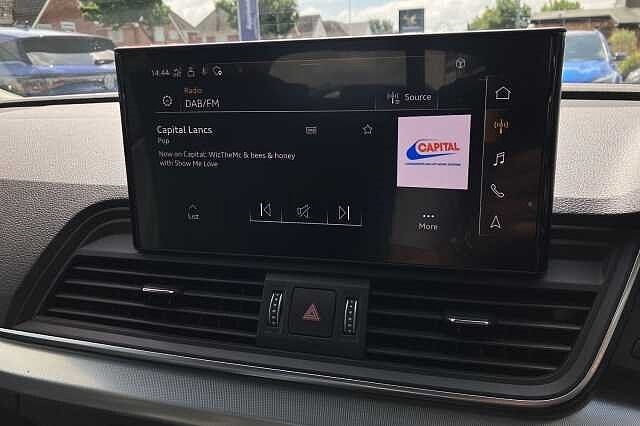 14:44
Radio
DAB/FM
Source
Capital Lancs
Pop
Now on Capital: WizTheMc & bees & honey
with Show Me Love
CAPITAL
List
More